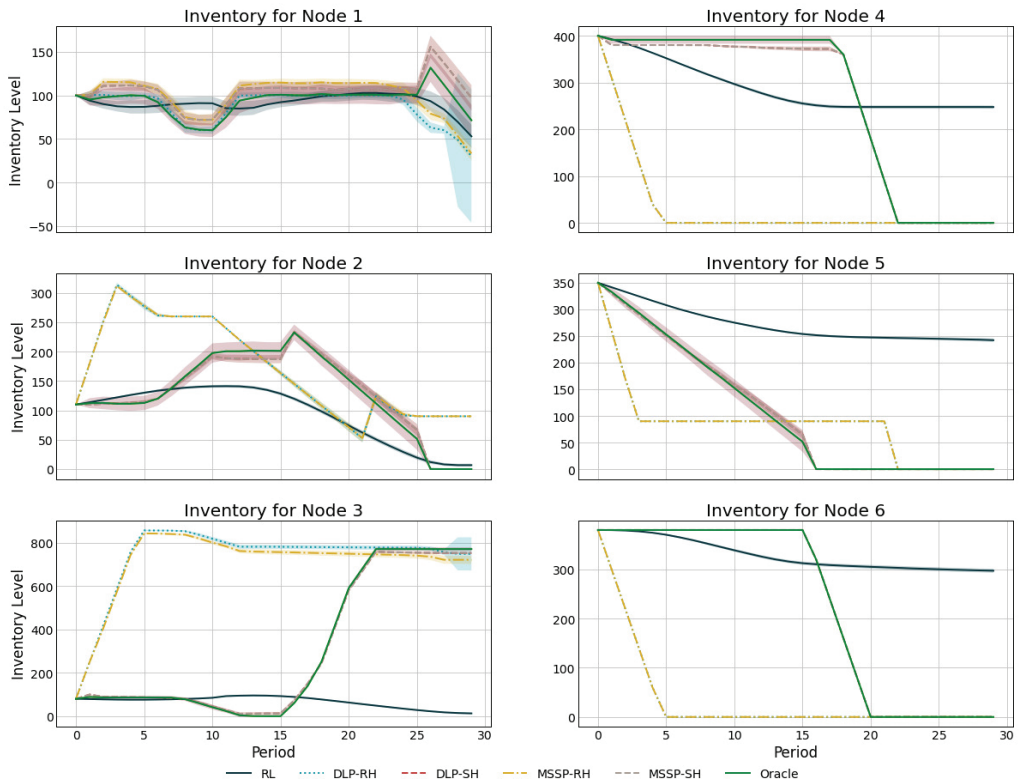 Inventory for Node 1
Inventory Level
150
100
50
0
−50
Inventory for Node 4
400
300
200
100
0
Inventory for Node 2
Inventory Level
300
250
200
150
100
50
0
Inventory for Node 5
350
300
250
200
150
100
50
0
Inventory for Node 3
Inventory Level
800
600
400
200
0
0 5 10 15 20 25 30
Period
Inventory for Node 6
300
200
100
0
0 5 10 15 20 25 30
Period
RL DLP-RH DLP-SH MSSP-RH MSSP-SH Oracle